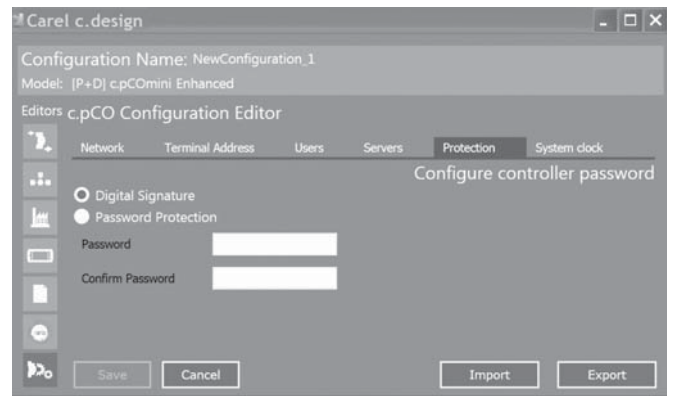 Carel c.design
Configuration Name: NewConfiguration_1
Model: [P+D] c.pCOmini Enhanced
Editors c.pCO Configuration Editor
Network Terminal Address Users Servers Protection System clock
Configure controller password
Digital Signature
Password Protection
Password
Confirm Password
Save Cancel Import Export